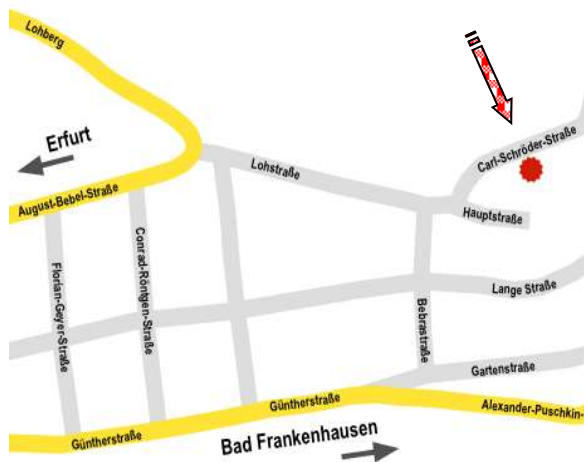 Lohberg
Erfurt
Carl-Schröder-Straße
Lohstraße
August-Bebel-Straße
Hauptstraße
Conrad-Röntgen-Straße
Florian-Geyer-Straße
Lange Straße
Bebrastraße
Gartenstraße
Güntherstraße
Alexander-Puschkin-
Güntherstraße
Bad Frankenhausen